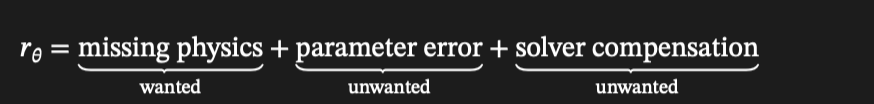 r_θ = missing physics + parameter error + solver compensation
wanted unwanted unwanted